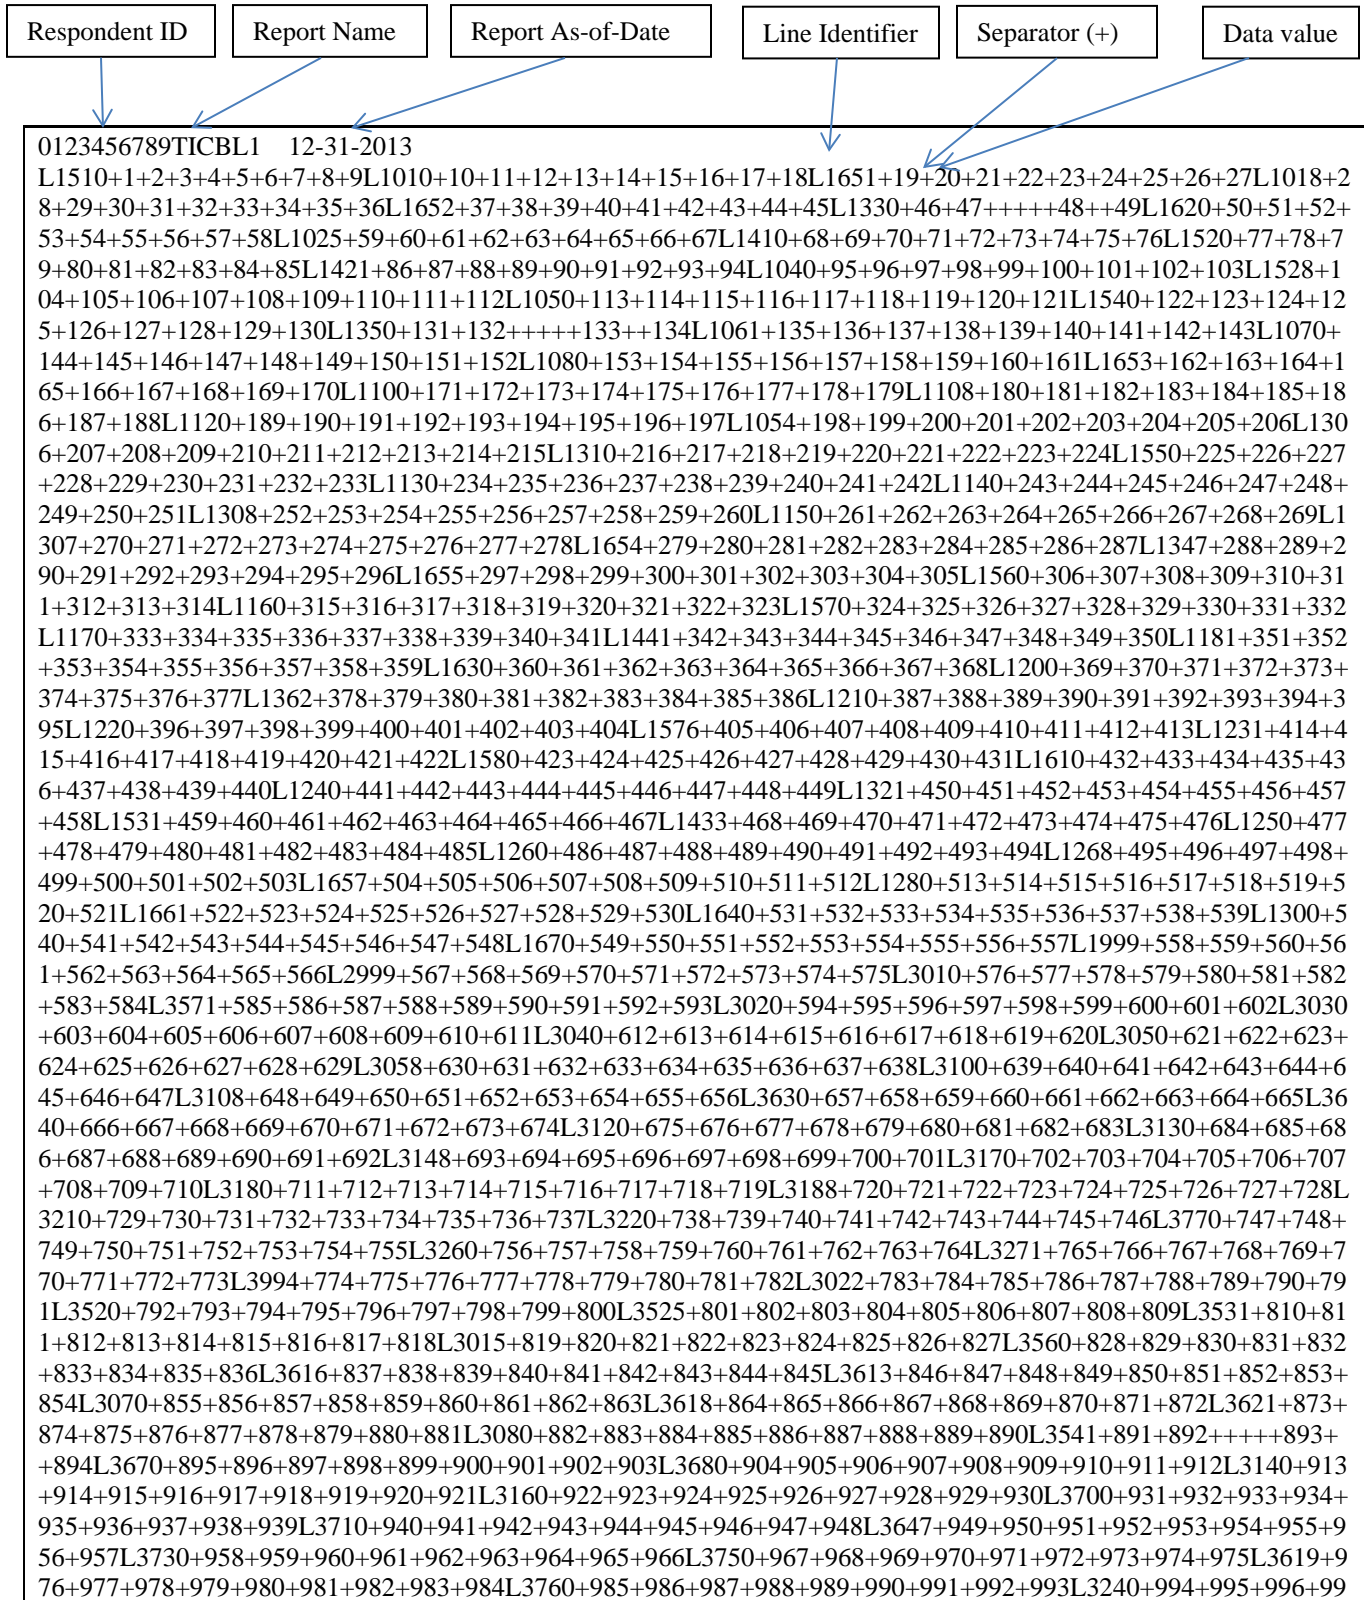 Respondent ID
Report Name
Report As-of-Date
Line Identifier
Separator (+)
Data value
0123456789TICBL1 12-31-2013
L1510+1+2+3+4+5+6+7+8+9L1010+10+11+12+13+14+15+16+17+18L1651+19+20+21+22+23+24+25+26+27L1018+2
8+29+30+31+32+33+34+35+36L1652+37+38+39+40+41+42+43+44+45L1330+46+47+++++48++49L1620+50+51+52+
53+54+55+56+57+58L1025+59+60+61+62+63+64+65+66+67L1410+68+69+70+71+72+73+74+75+76L1520+77+78+7
9+80+81+82+83+84+85L1421+86+87+88+89+90+91+92+93+94L1040+95+96+97+98+99+100+101+102+103L1528+1
04+105+106+107+108+109+110+111+112L1050+113+114+115+116+117+118+119+120+121L1540+122+123+124+12
5+126+127+128+129+130L1350+131+132+++++133++134L1061+135+136+137+138+139+140+141+142+143L1070+
144+145+146+147+148+149+150+151+152L1080+153+154+155+156+157+158+159+160+161L1653+162+163+164+1
65+166+167+168+169+170L1100+171+172+173+174+175+176+177+178+179L1108+180+181+182+183+184+185+18
6+187+188L1120+189+190+191+192+193+194+195+196+197L1054+198+199+200+201+202+203+204+205+206L130
6+207+208+209+210+211+212+213+214+215L1310+216+217+218+219+220+221+222+223+224L1550+225+226+227
+228+229+230+231+232+233L1130+234+235+236+237+238+239+240+241+242L1140+243+244+245+246+247+248+
249+250+251L1308+252+253+254+255+256+257+258+259+260L1150+261+262+263+264+265+266+267+268+269L1
307+270+271+272+273+274+275+276+277+278L1654+279+280+281+282+283+284+285+286+287L1347+288+289+2
90+291+292+293+294+295+296L1655+297+298+299+300+301+302+303+304+305L1560+306+307+308+309+310+31
1+312+313+314L1160+315+316+317+318+319+320+321+322+323L1570+324+325+326+327+328+329+330+331+332
L1170+333+334+335+336+337+338+339+340+341L1441+342+343+344+345+346+347+348+349+350L1181+351+352
+353+354+355+356+357+358+359L1630+360+361+362+363+364+365+366+367+368L1200+369+370+371+372+373+
374+375+376+377L1362+378+379+380+381+382+383+384+385+386L1210+387+388+389+390+391+392+393+394+3
95L1220+396+397+398+399+400+401+402+403+404L1576+405+406+407+408+409+410+411+412+413L1231+414+4
15+416+417+418+419+420+421+422L1580+423+424+425+426+427+428+429+430+431L1610+432+433+434+435+43
6+437+438+439+440L1240+441+442+443+444+445+446+447+448+449L1321+450+451+452+453+454+455+456+457
+458L1531+459+460+461+462+463+464+465+466+467L1433+468+469+470+471+472+473+474+475+476L1250+477
+478+479+480+481+482+483+484+485L1260+486+487+488+489+490+491+492+493+494L1268+495+496+497+498+
499+500+501+502+503L1657+504+505+506+507+508+509+510+511+512L1280+513+514+515+516+517+518+519+5
20+521L1661+522+523+524+525+526+527+528+529+530L1640+531+532+533+534+535+536+537+538+539L1300+5
40+541+542+543+544+545+546+547+548L1670+549+550+551+552+553+554+555+556+557L1999+558+559+560+56
1+562+563+564+565+566L2999+567+568+569+570+571+572+573+574+575L3010+576+577+578+579+580+581+582
+583+584L3571+585+586+587+588+589+590+591+592+593L3020+594+595+596+597+598+599+600+601+602L3030
+603+604+605+606+607+608+609+610+611L3040+612+613+614+615+616+617+618+619+620L3050+621+622+623+
624+625+626+627+628+629L3058+630+631+632+633+634+635+636+637+638L3100+639+640+641+642+643+644+6
45+646+647L3108+648+649+650+651+652+653+654+655+656L3630+657+658+659+660+661+662+663+664+665L36
40+666+667+668+669+670+671+672+673+674L3120+675+676+677+678+679+680+681+682+683L3130+684+685+68
6+687+688+689+690+691+692L3148+693+694+695+696+697+698+699+700+701L3170+702+703+704+705+706+707
+708+709+710L3180+711+712+713+714+715+716+717+718+719L3188+720+721+722+723+724+725+726+727+728L
3210+729+730+731+732+733+734+735+736+737L3220+738+739+740+741+742+743+744+745+746L3770+747+748+
749+750+751+752+753+754+755L3260+756+757+758+759+760+761+762+763+764L3271+765+766+767+768+769+7
70+771+772+773L3994+774+775+776+777+778+779+780+781+782L3022+783+784+785+786+787+788+789+790+79
1L3520+792+793+794+795+796+797+798+799+800L3525+801+802+803+804+805+806+807+808+809L3531+810+81
1+812+813+814+815+816+817+818L3015+819+820+821+822+823+824+825+826+827L3560+828+829+830+831+832
+833+834+835+836L3616+837+838+839+840+841+842+843+844+845L3613+846+847+848+849+850+851+852+853+
854L3070+855+856+857+858+859+860+861+862+863L3618+864+865+866+867+868+869+870+871+872L3621+873+
874+875+876+877+878+879+880+881L3080+882+883+884+885+886+887+888+889+890L3541+891+892+++++893+
+894L3670+895+896+897+898+899+900+901+902+903L3680+904+905+906+907+908+909+910+911+912L3140+913
+914+915+916+917+918+919+920+921L3160+922+923+924+925+926+927+928+929+930L3700+931+932+933+934+
935+936+937+938+939L3710+940+941+942+943+944+945+946+947+948L3647+949+950+951+952+953+954+955+9
56+957L3730+958+959+960+961+962+963+964+965+966L3750+967+968+969+970+971+972+973+974+975L3619+9
76+977+978+979+980+981+982+983+984L3760+985+986+987+988+989+990+991+992+993L3240+994+995+996+99